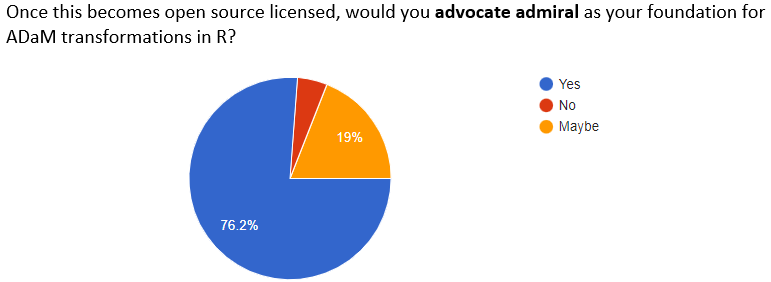 Once this becomes open source licensed, would you advocate admiral as your foundation for
ADaM transformations in R?
Yes
No
Maybe
19%
76.2%